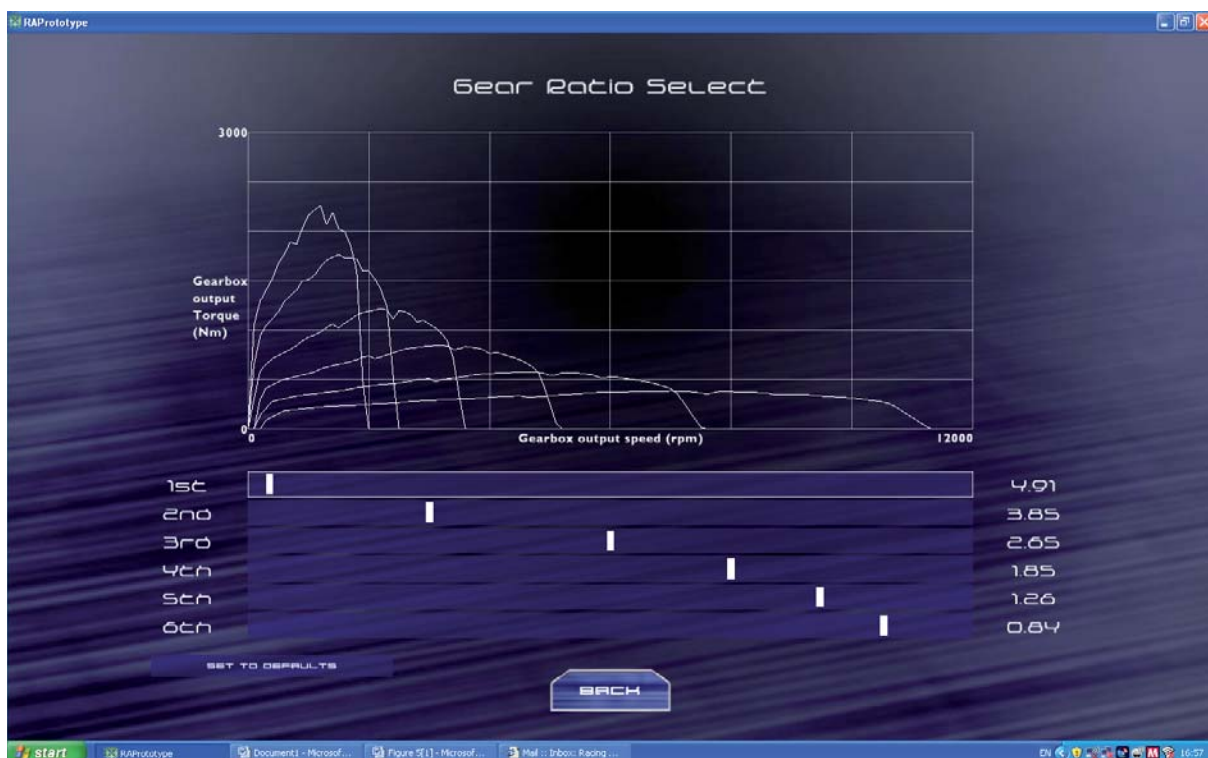 RAPrototype
Gear Ratio Select
3000
Gearbox
output
Torque
(Nm)
0
0
Gearbox output speed (rpm)
12000
1st 4.91
2nd 3.85
3rd 2.65
4th 1.85
5th 1.26
6th 0.84
SET TO DEFAULTS
BACK
start RAPrototype Document1 - Microsof... Figure 5[1] - Microsof... Mail :: Inbox: Racing ... EN 16:57